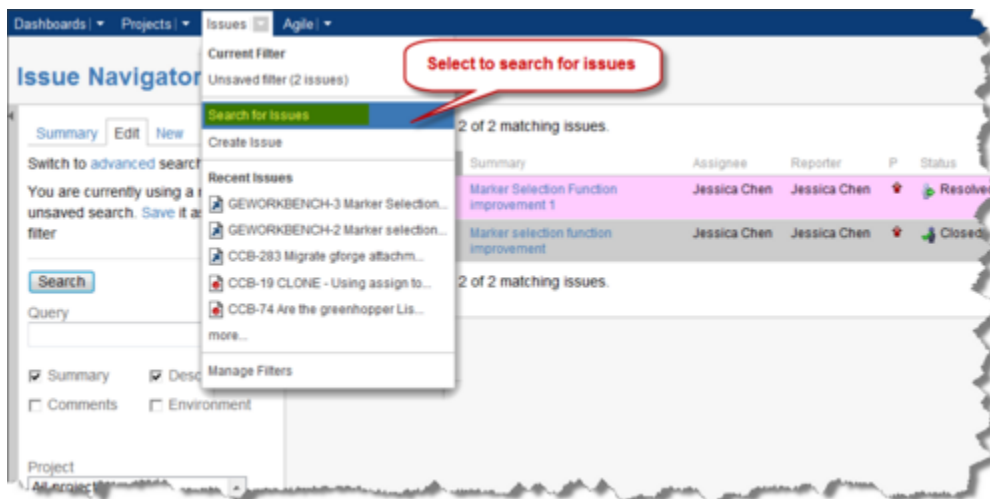 Dashboards Projects Issues Agile
Issue Navigator
Current Filter
Unsaved filter (2 issues)
Select to search for issues
Search for Issues
Create Issue
Recent Issues
GEWORKBENCH-3 Marker Selection...
GEWORKBENCH-2 Marker selection...
CCB-283 Migrate gforge attachm...
CCB-19 CLONE - Using assign to...
CCB-74 Are the greenhopper Lis...
more...
Manage Filters
Summary Edit New
Switch to advanced search
You are currently using a
unsaved search. Save it
filter
Search
Query
Summary Desc
Comments Environment
Project
All project
2 of 2 matching issues.
Summary Assignee Reporter P Status
Marker Selection Function Jessica Chen Jessica Chen Resolve
improvement 1
Marker selection function Jessica Chen Jessica Chen Closed
improvement
2 of 2 matching issues.